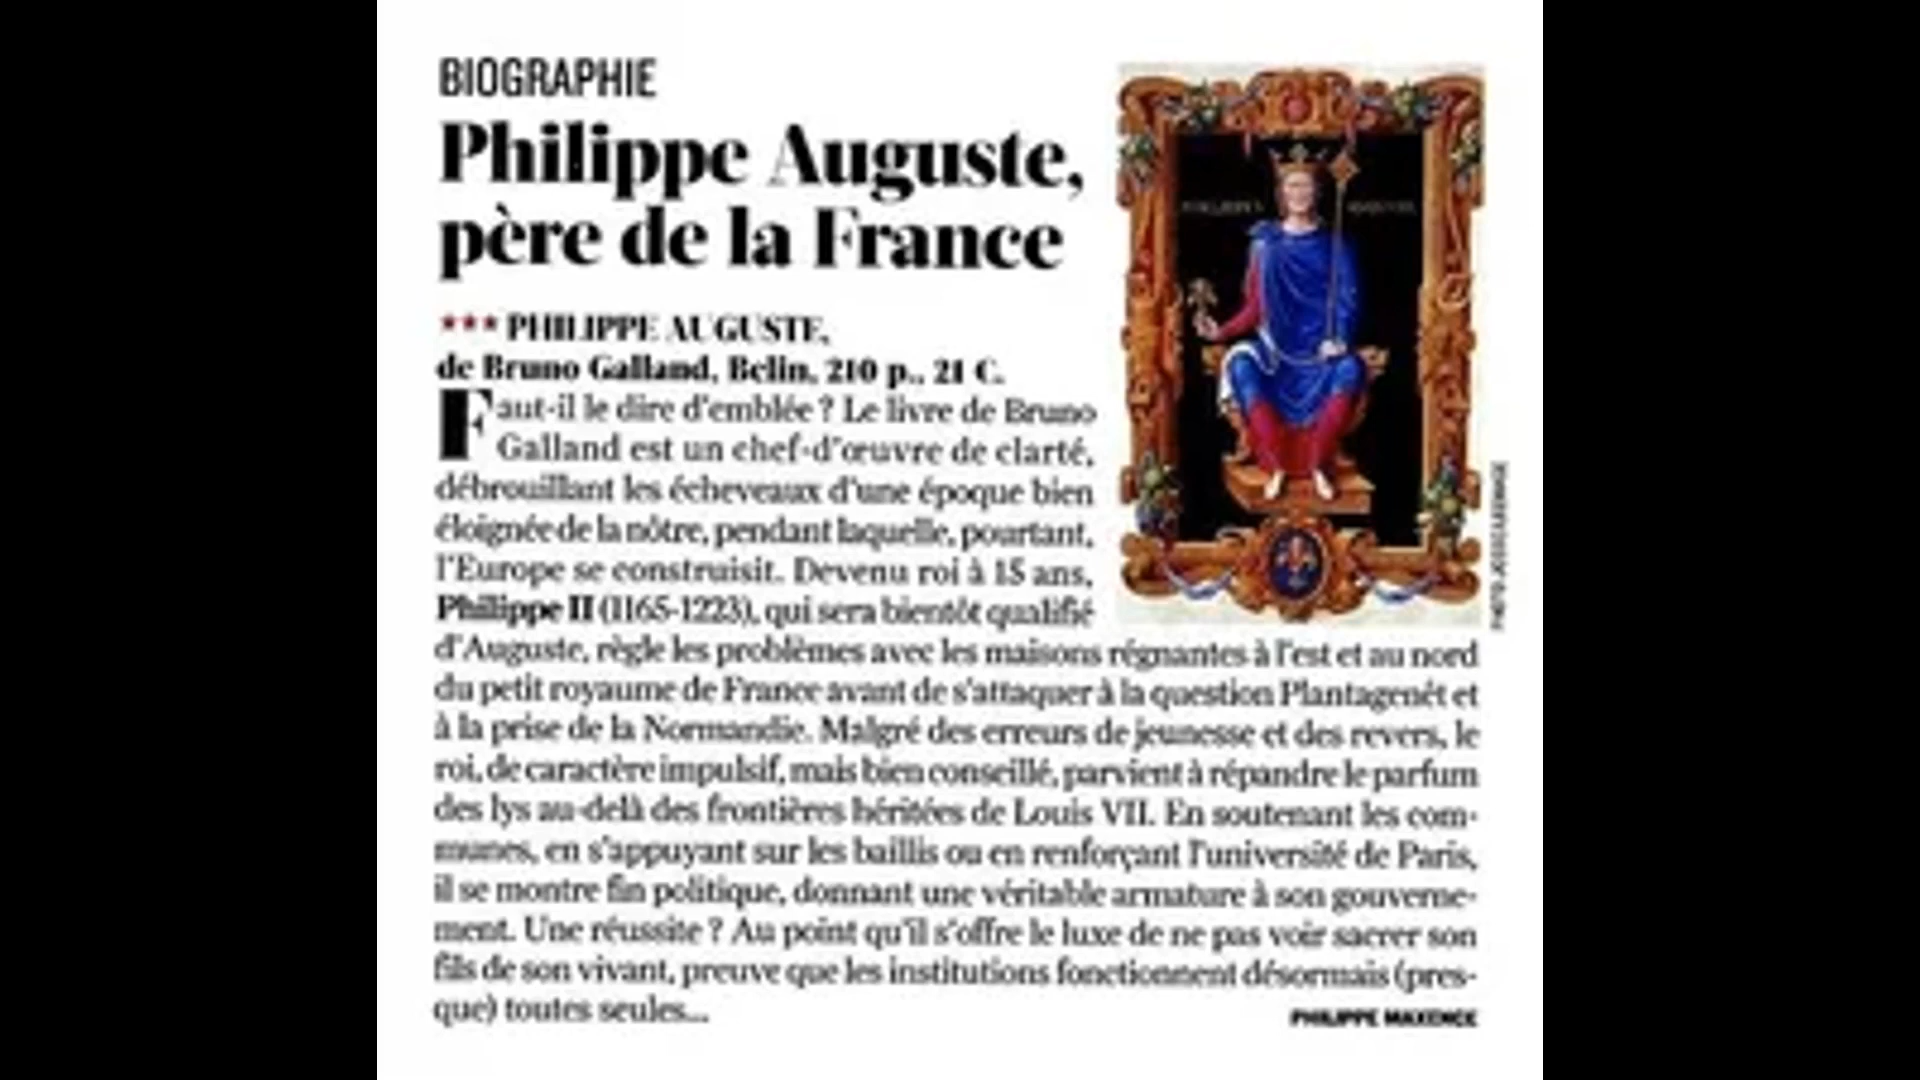 BIOGRAPHIE
Philippe Auguste,
père de la France
*** PHILIPPE AUGUSTE,
de Bruno Galland, Belin, 210 p., 21 €.
Faut-il le dire d'emblée ? Le livre de Bruno
Galland est un chef-d'œuvre de clarté,
débrouillant les écheveaux d'une époque bien
éloignée de la nôtre, pendant laquelle, pourtant,
l'Europe se construisit. Devenu roi à 15 ans,
Philippe II (1165-1223), qui sera bientôt qualifié
d'Auguste, règle les problèmes avec les maisons régnantes à l'est et au nord
du petit royaume de France avant de s'attaquer à la question Plantagenêt et
à la prise de la Normandie. Malgré des erreurs de jeunesse et des revers, le
roi, de caractère impulsif, mais bien conseillé, parvient à répandre le parfum
des lys au-delà des frontières héritées de Louis VII. En soutenant les com-
munes, en s'appuyant sur les baillis ou en renforçant l'université de Paris,
il se montre fin politique, donnant une véritable armature à son gouverne-
ment. Une réussite ? Au point qu'il s'offre le luxe de ne pas voir sacrer son
fils de son vivant, preuve que les institutions fonctionnent désormais (pres-
que) toutes seules...
PHILIPPE MAXENCE
PHOTO JOSSE/LEEMAGE